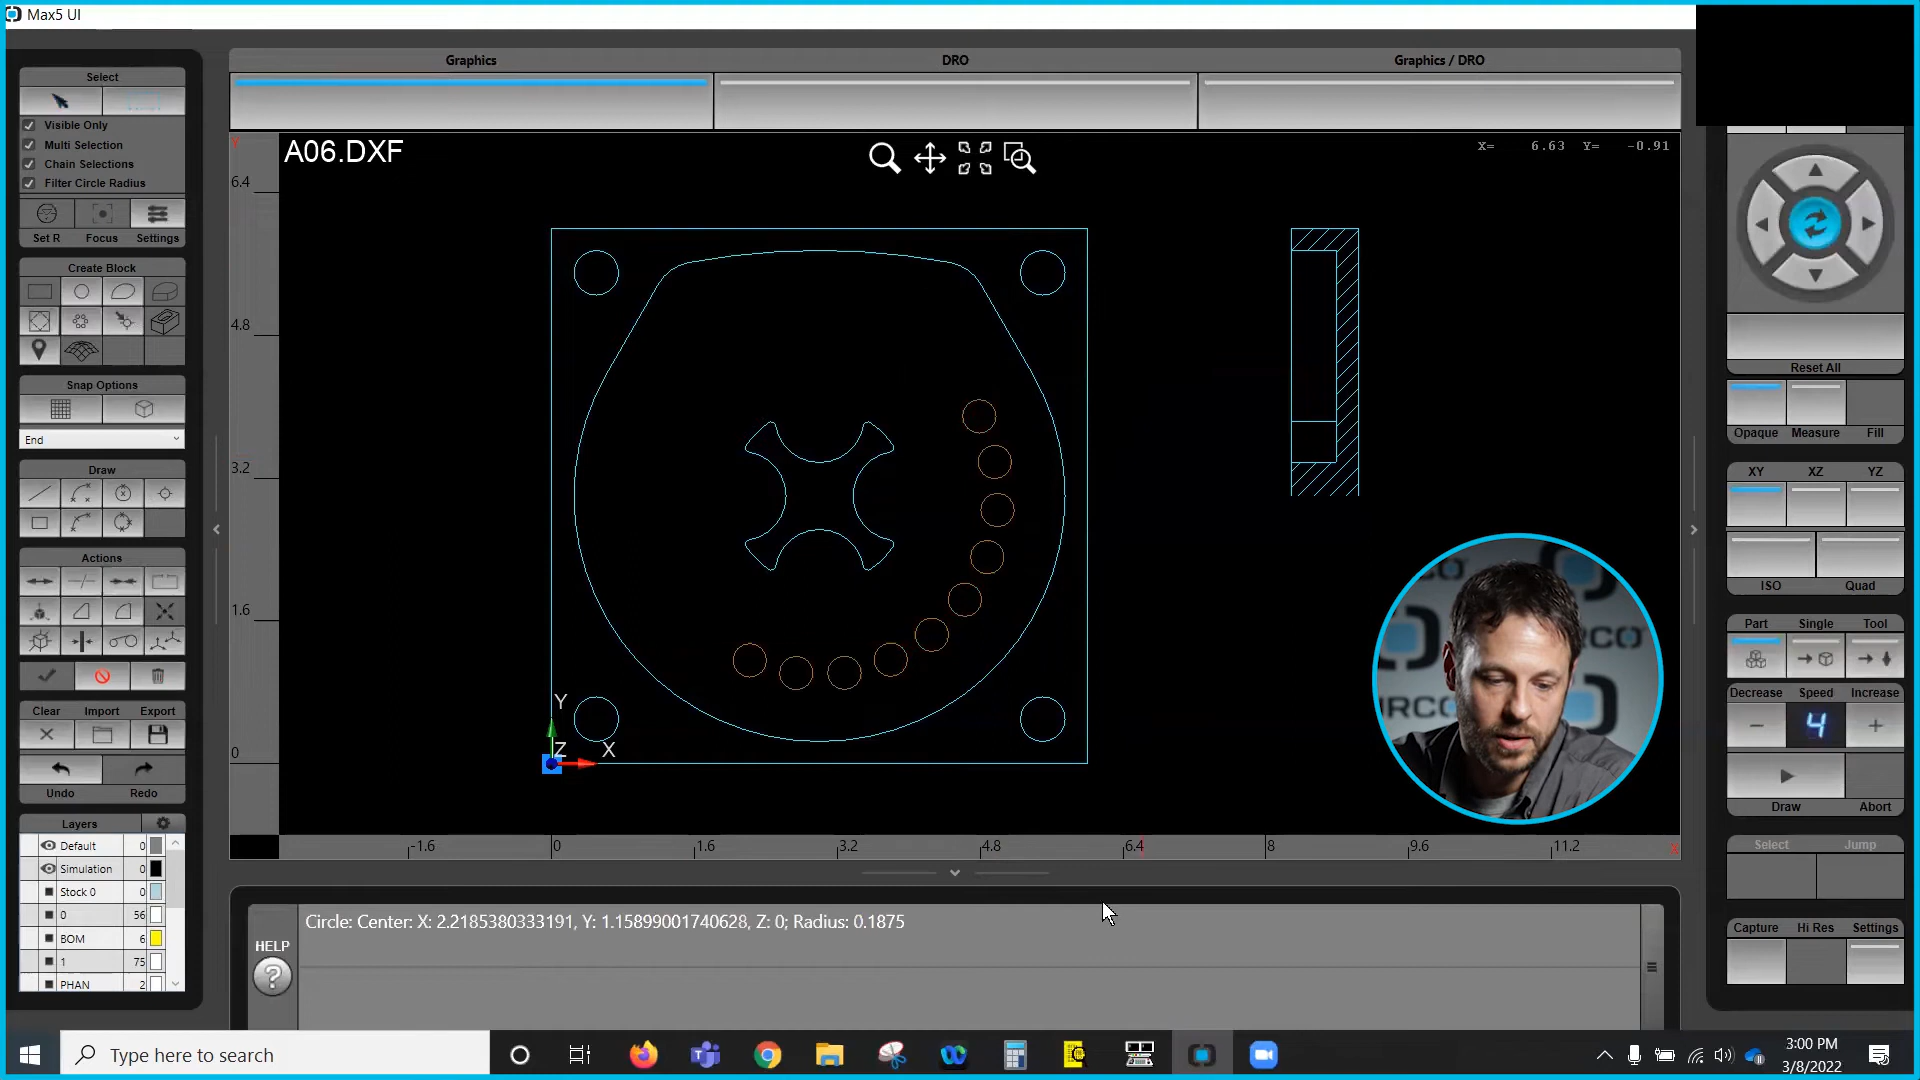 Max5 UI
Graphics
DRO
Graphics / DRO
Select
Visible Only
Multi Selection
Chain Selections
Filter Circle Radius
Set R
Focus
Settings
Create Block
Snap Options
End
Draw
Actions
Clear
Import
Export
Undo
Redo
Layers
Default 0
Simulation 0
Stock 0 0
0 56
BOM 6
1 75
PHAN 2
A06.DXF
X= 6.63 Y= -0.91
Y
6.4
4.8
3.2
1.6
0
Y
Z
X
-1.6
0
1.6
3.2
4.8
6.4
8
9.6
11.2
X
HELP
?
Circle: Center: X: 2.2185380333191, Y: 1.15899001740628, Z: 0; Radius: 0.1875
Reset All
Opaque
Measure
Fill
XY
XZ
YZ
ISO
Quad
Part
Single
Tool
Decrease
Speed
Increase
4
Draw
Abort
Select
Jump
Capture
Hi Res
Settings
Type here to search
3:00 PM
3/8/2022